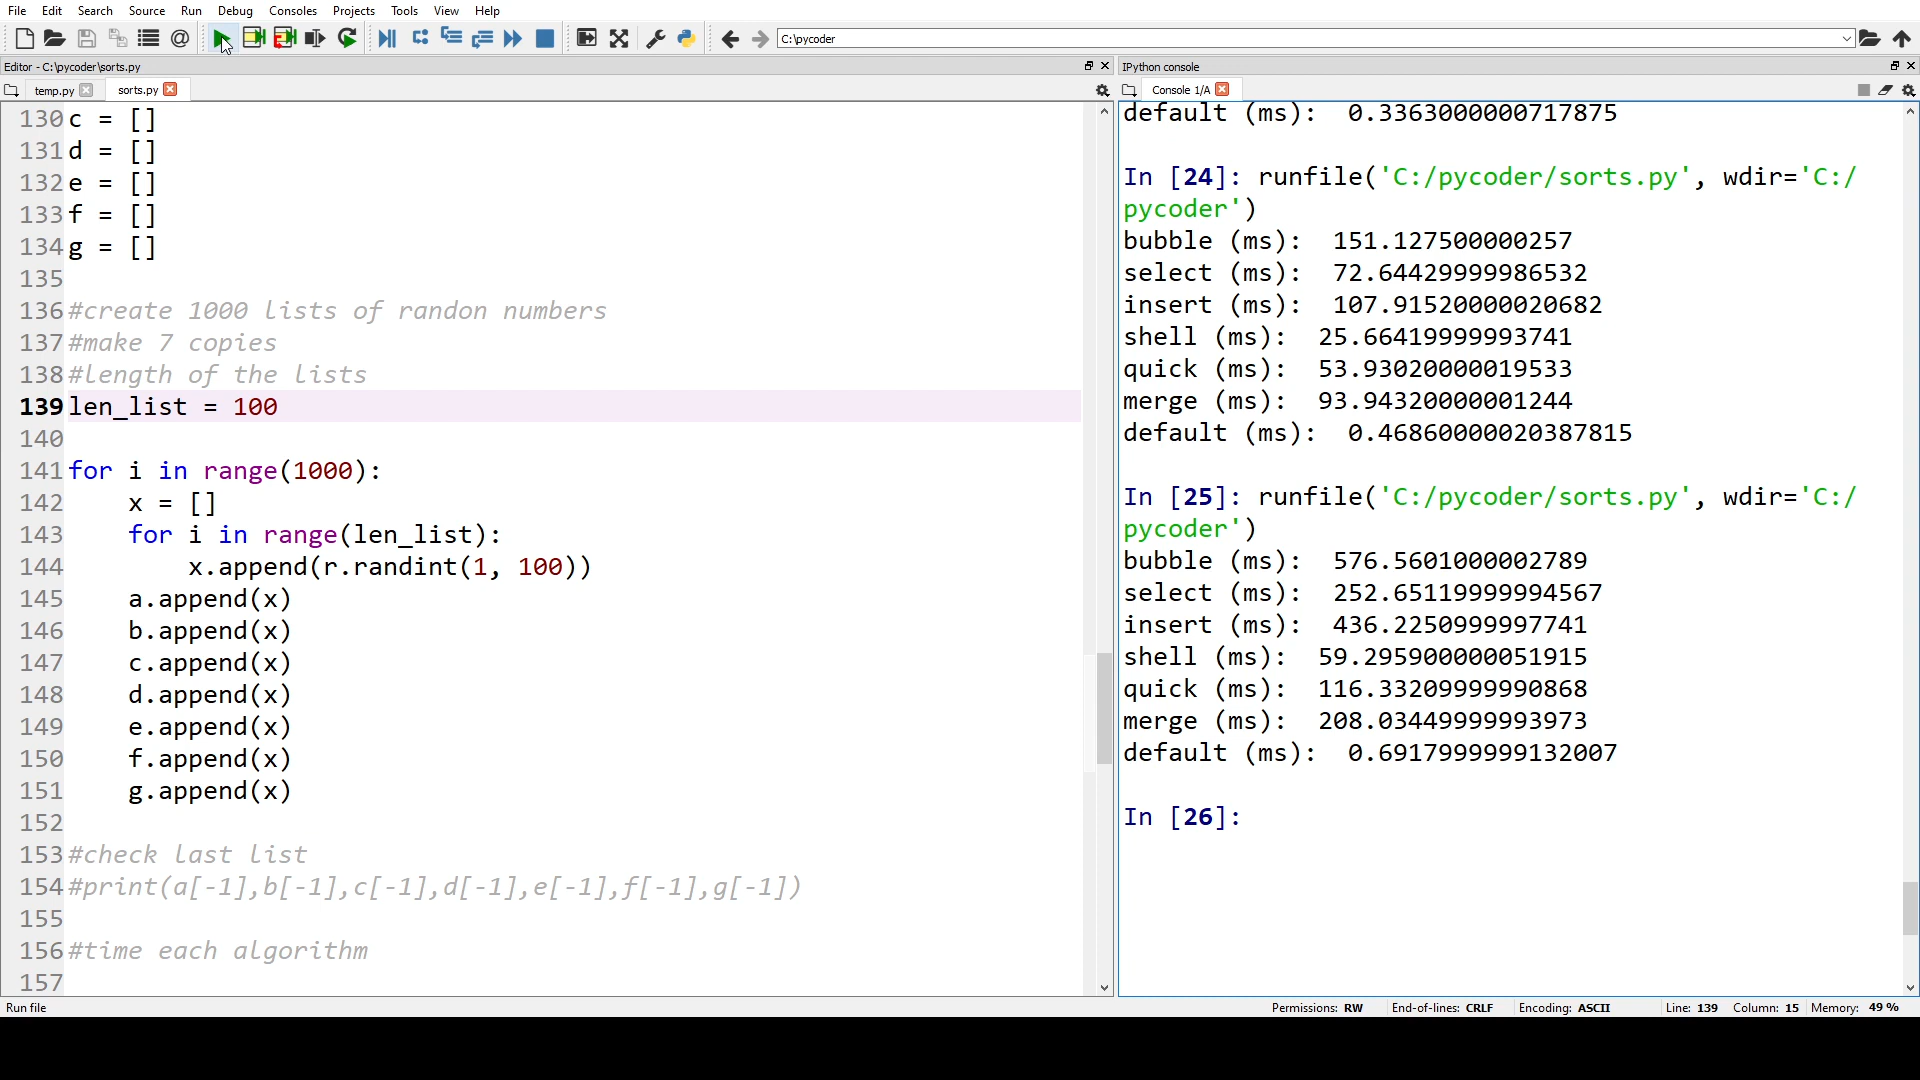 File Edit Search Source Run Debug Consoles Projects Tools View Help
C:\pycoder
Editor - C:\pycoder\sorts.py
temp.py sorts.py
130 c = []
131 d = []
132 e = []
133 f = []
134 g = []
135
136 #create 1000 lists of randon numbers
137 #make 7 copies
138 #length of the lists
139 len_list = 100
140
141 for i in range(1000):
142     x = []
143     for i in range(len_list):
144         x.append(r.randint(1, 100))
145     a.append(x)
146     b.append(x)
147     c.append(x)
148     d.append(x)
149     e.append(x)
150     f.append(x)
151     g.append(x)
152
153 #check last list
154 #print(a[-1],b[-1],c[-1],d[-1],e[-1],f[-1],g[-1])
155
156 #time each algorithm
157
IPython console
Console 1/A
default (ms):  0.3363000000717875
In [24]: runfile('C:/pycoder/sorts.py', wdir='C:/
pycoder')
bubble (ms):  151.127500000257
select (ms):  72.64429999986532
insert (ms):  107.91520000020682
shell (ms):  25.66419999993741
quick (ms):  53.93020000019533
merge (ms):  93.94320000001244
default (ms):  0.46860000020387815
In [25]: runfile('C:/pycoder/sorts.py', wdir='C:/
pycoder')
bubble (ms):  576.5601000002789
select (ms):  252.65119999994567
insert (ms):  436.2250999997741
shell (ms):  59.295900000051915
quick (ms):  116.33209999990868
merge (ms):  208.03449999993973
default (ms):  0.6917999999132007
In [26]:
Run file Permissions: RW End-of-lines: CRLF Encoding: ASCII Line: 139 Column: 15 Memory: 49 %